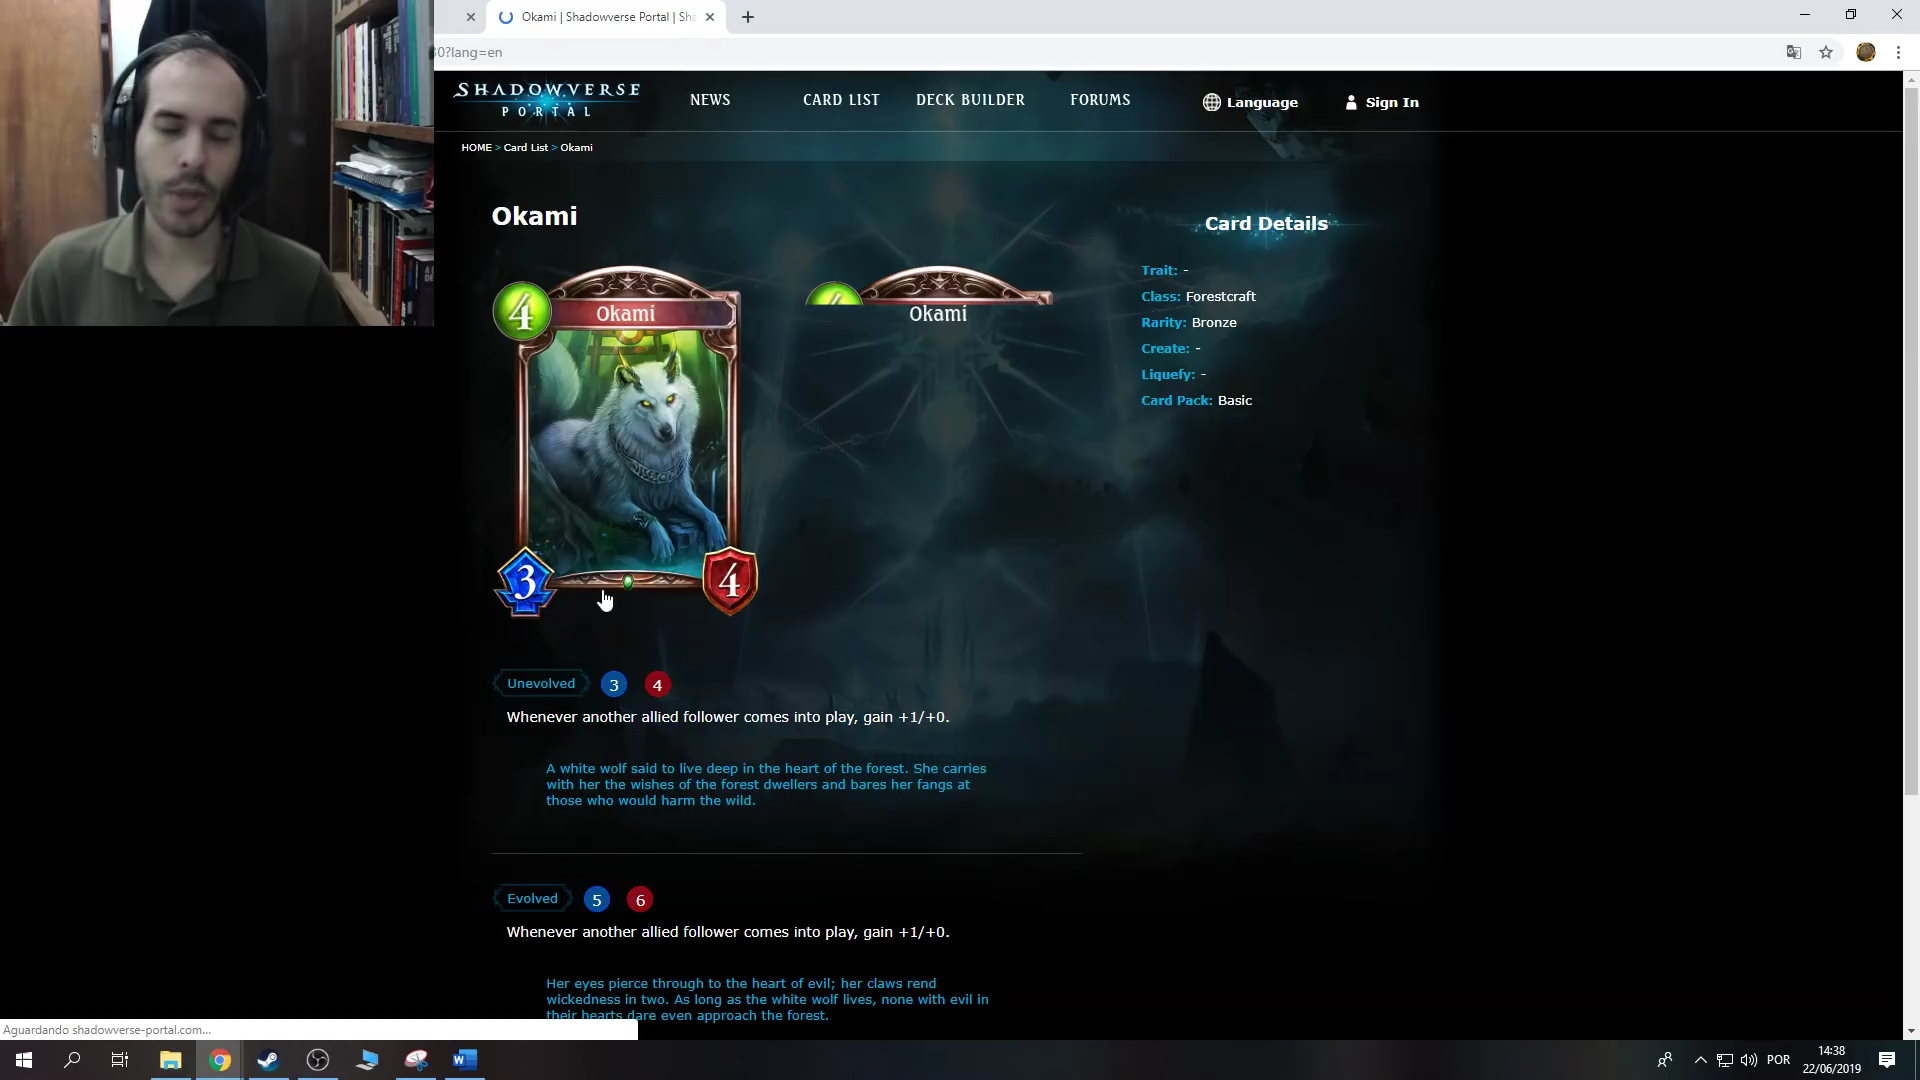 Okami | Shadowverse Portal | Sha
0?lang=en
SHADOWVERSE
PORTAL
NEWS
CARD LIST
DECK BUILDER
FORUMS
Language
Sign In
HOME > Card List > Okami
Okami
Card Details
4
Okami
Okami
3
4
Trait: -
Class: Forestcraft
Rarity: Bronze
Create: -
Liquefy: -
Card Pack: Basic
Unevolved 3 4
Whenever another allied follower comes into play, gain +1/+0.
A white wolf said to live deep in the heart of the forest. She carries
with her the wishes of the forest dwellers and bares her fangs at
those who would harm the wild.
Evolved 5 6
Whenever another allied follower comes into play, gain +1/+0.
Her eyes pierce through to the heart of evil; her claws rend
wickedness in two. As long as the white wolf lives, none with evil in
their hearts dare even approach the forest.
Aguardando shadowverse-portal.com...
POR
14:38
22/06/2019